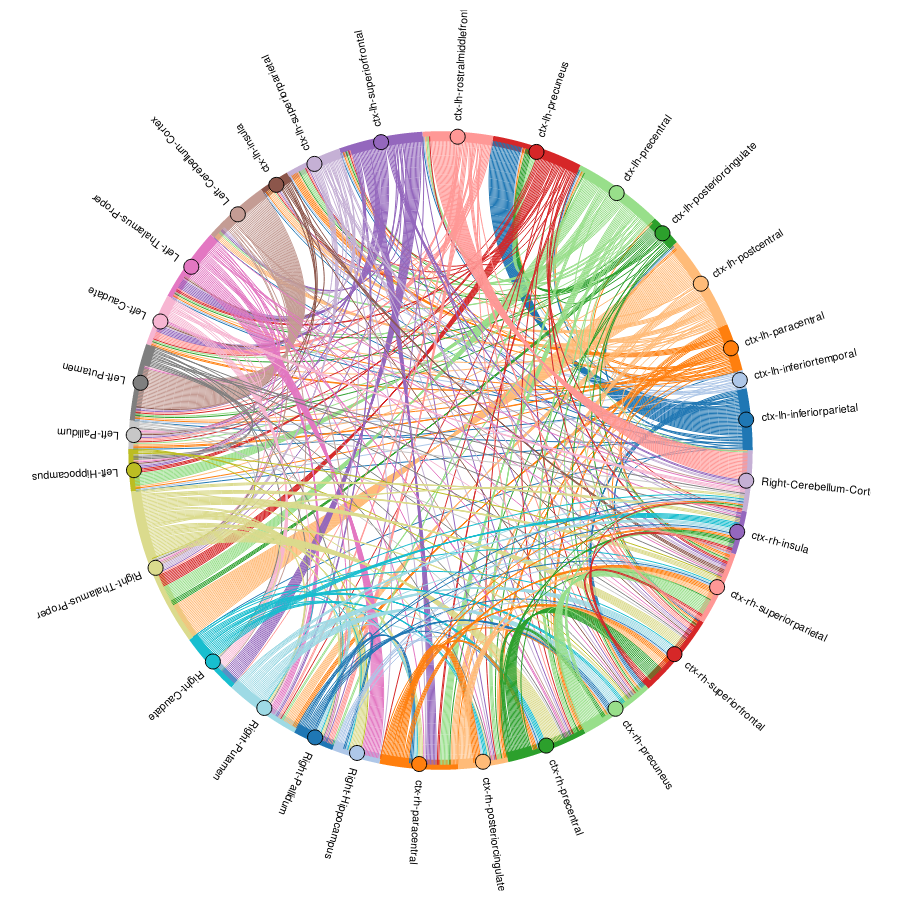 ctx-lh-rostralmiddlefront
ctx-lh-precuneus
ctx-lh-precentral
ctx-lh-posteriorcingulate
ctx-lh-postcentral
ctx-lh-paracentral
ctx-lh-inferiortemporal
ctx-lh-inferiorparietal
Right-Cerebellum-Cort
ctx-rh-insula
ctx-rh-superiorparietal
ctx-rh-superiorfrontal
ctx-rh-precuneus
ctx-rh-precentral
ctx-rh-posteriorcingulate
ctx-rh-paracentral
Right-Hippocampus
Right-Pallidum
Right-Putamen
Right-Caudate
Right-Thalamus-Proper
Left-Hippocampus
Left-Pallidum
Left-Putamen
Left-Caudate
Left-Thalamus-Proper
Left-Cerebellum-Cortex
ctx-lh-insula
ctx-lh-superiorparietal
ctx-lh-superiorfrontal